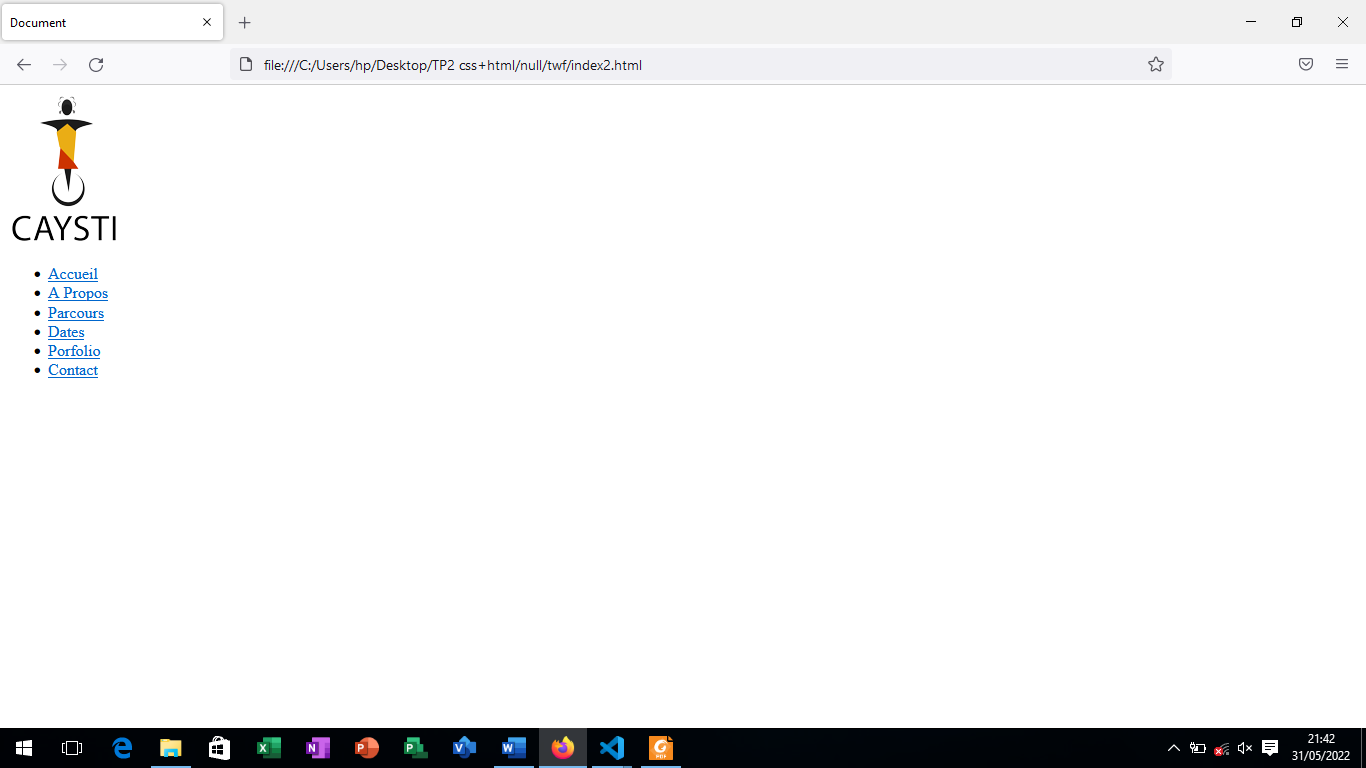 Document
file:///C:/Users/hp/Desktop/TP2 css+html/null/twf/index2.html
CAYSTI
Accueil
A Propos
Parcours
Dates
Porfolio
Contact
21:42
31/05/2022